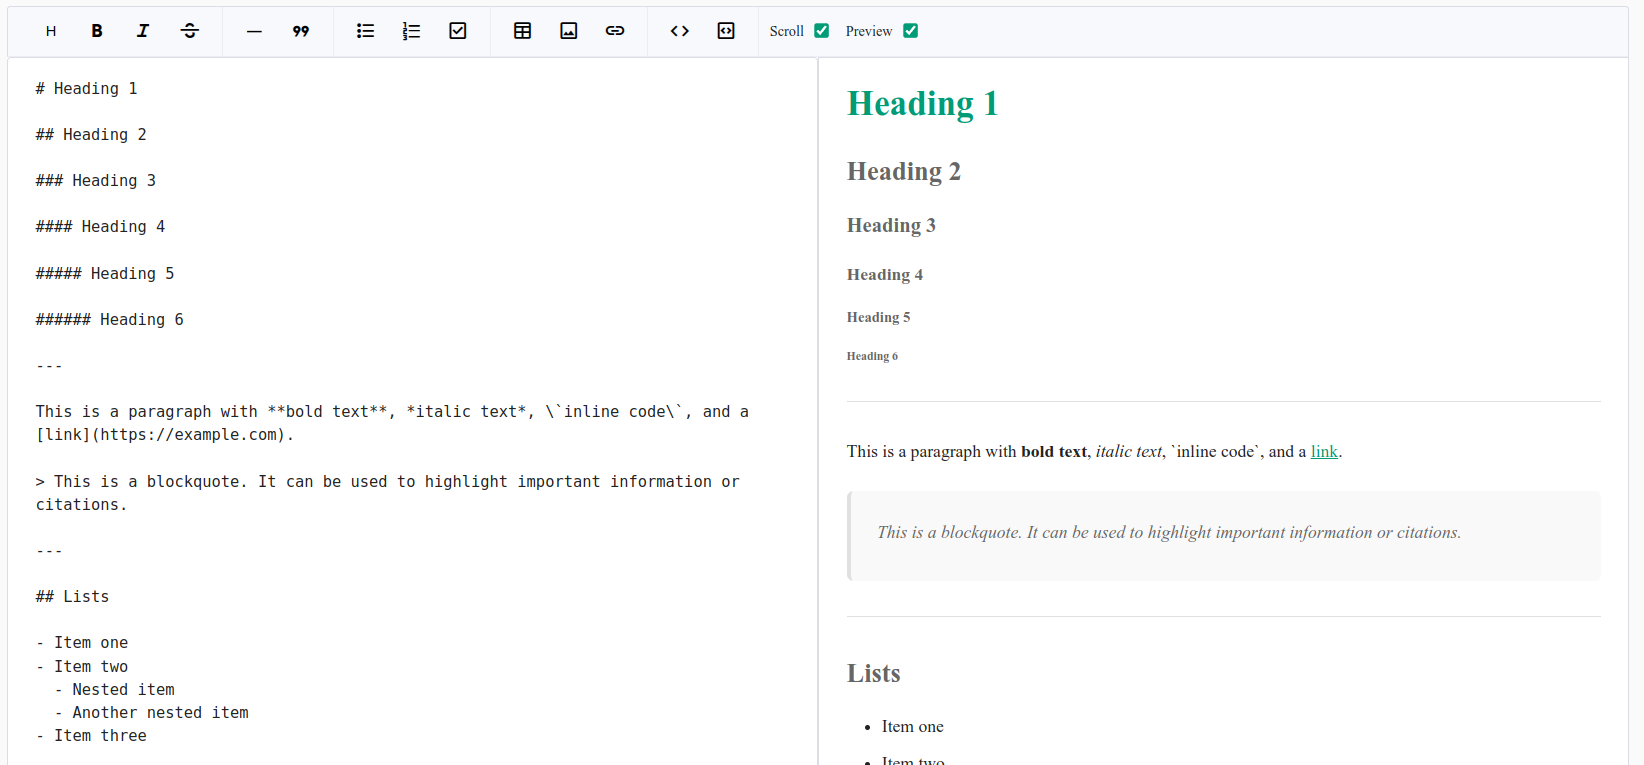 H B I S — 99 Scroll Preview
# Heading 1
## Heading 2
### Heading 3
#### Heading 4
##### Heading 5
###### Heading 6
---
This is a paragraph with **bold text**, *italic text*, \`inline code\`, and a
[link](https://example.com).
> This is a blockquote. It can be used to highlight important information or
citations.
---
## Lists
- Item one
- Item two
  - Nested item
  - Another nested item
- Item three
Heading 1
Heading 2
Heading 3
Heading 4
Heading 5
Heading 6
This is a paragraph with bold text, italic text, `inline code`, and a link.
This is a blockquote. It can be used to highlight important information or citations.
Lists
• Item one
• Item two